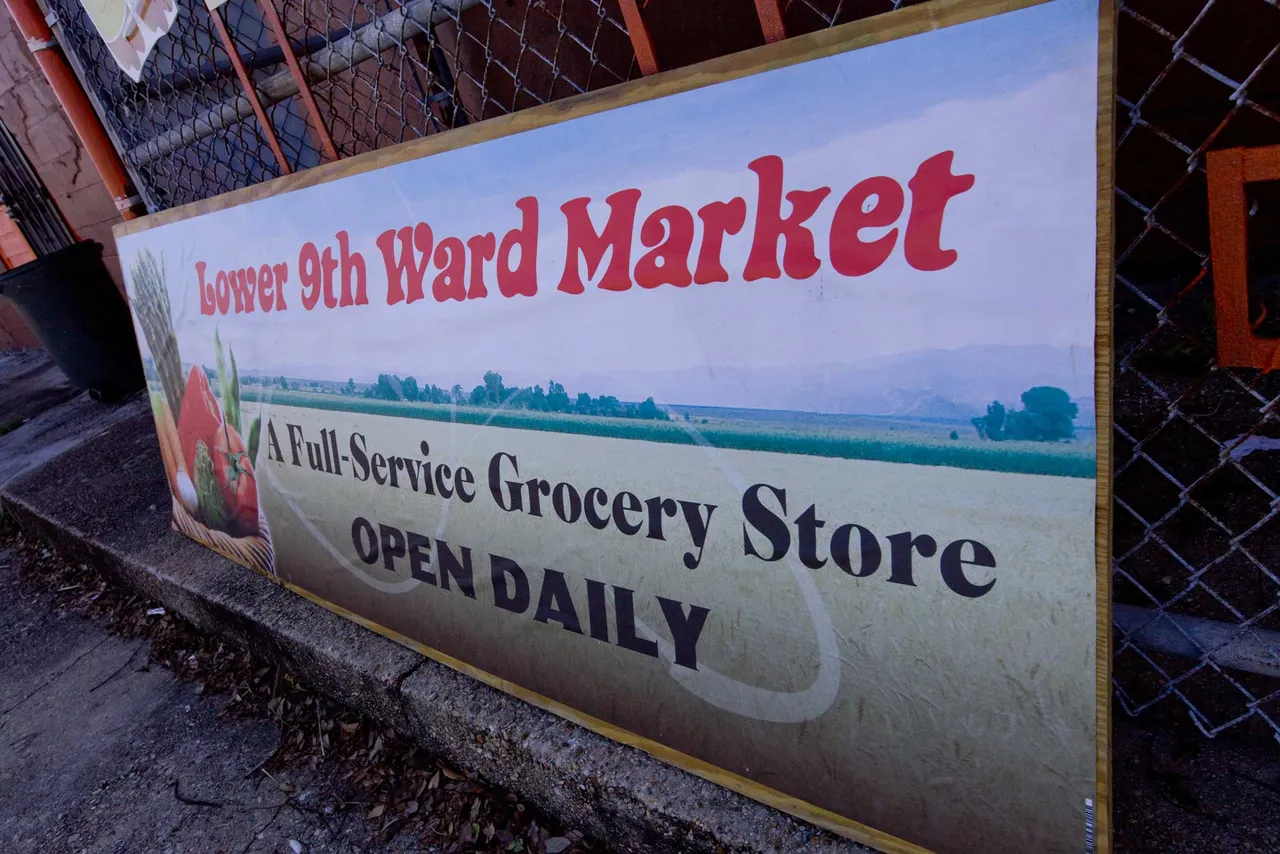 Lower 9th Ward Market
A Full-Service Grocery Store
OPEN DAILY